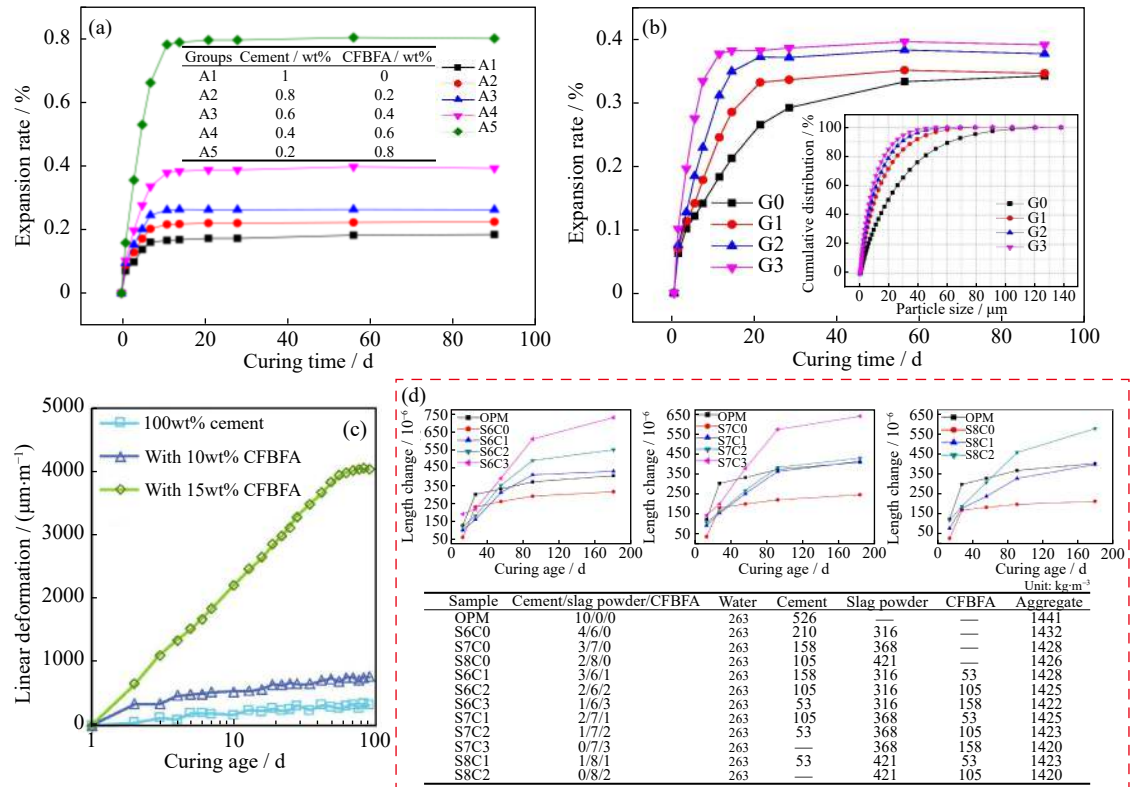 (a)
Expansion rate / %
0.8
0.6
0.4
0.2
0
Groups Cement / wt% CFBFA / wt%
A1 1 0
A2 0.8 0.2
A3 0.6 0.4
A4 0.4 0.6
A5 0.2 0.8
A1
A2
A3
A4
A5
0 20 40 60 80 100
Curing time / d
(b)
Expansion rate / %
0.4
0.3
0.2
0.1
0
G0
G1
G2
G3
Cumulative distribution / %
100
80
60
40
20
0
G0
G1
G2
G3
0 20 40 60 80 100 120 140
Particle size / μm
0 20 40 60 80 100
Curing time / d
(c)
Linear deformation / (μm·m⁻¹)
5000
4000
3000
2000
1000
0
100wt% cement
With 10wt% CFBFA
With 15wt% CFBFA
1 10 100
Curing age / d
(d)
Length change / 10⁻⁶
750
650
550
450
350
250
150
50
OPM
S6C0
S6C1
S6C2
S6C3
0 40 80 120 160 200
Curing age / d
Length change / 10⁻⁶
650
550
450
350
250
150
50
OPM
S7C0
S7C1
S7C2
S7C3
0 40 80 120 160 200
Curing age / d
Length change / 10⁻⁶
650
550
450
350
250
150
50
OPM
S8C0
S8C1
S8C2
0 40 80 120 160 200
Curing age / d
Unit: kg·m⁻³
Sample Cement/slag powder/CFBFA Water Cement Slag powder CFBFA Aggregate
OPM 10/0/0 263 526 — — 1441
S6C0 4/6/0 263 210 316 — 1432
S7C0 3/7/0 263 158 368 — 1428
S8C0 2/8/0 263 105 421 — 1426
S6C1 3/6/1 263 158 316 53 1428
S6C2 2/6/2 263 105 316 105 1425
S6C3 1/6/3 263 53 316 158 1422
S7C1 2/7/1 263 105 368 53 1425
S7C2 1/7/2 263 53 368 105 1423
S7C3 0/7/3 263 — 368 158 1420
S8C1 1/8/1 263 53 421 53 1423
S8C2 0/8/2 263 — 421 105 1420